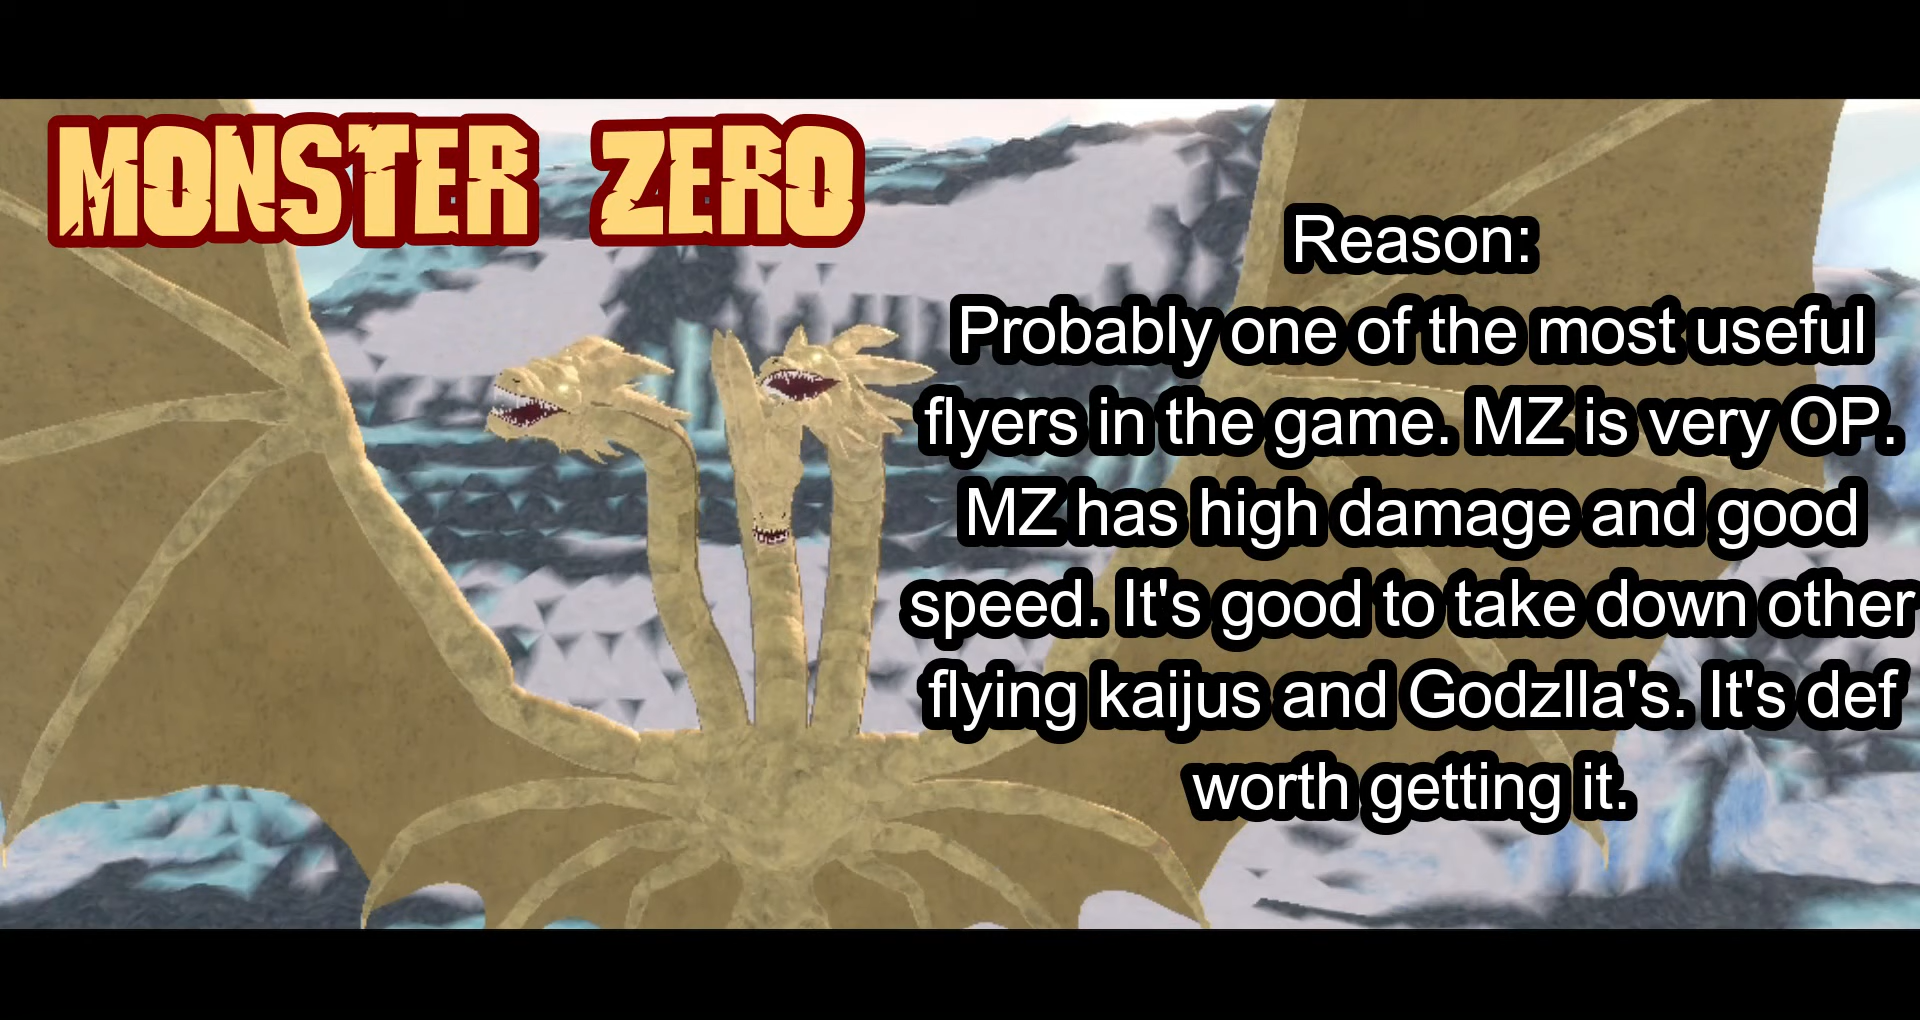 MONSTER ZERO
Reason:
Probably one of the most useful
flyers in the game. MZ is very OP.
MZ has high damage and good
speed. It's good to take down other
flying kaijus and Godzlla's. It's def
worth getting it.